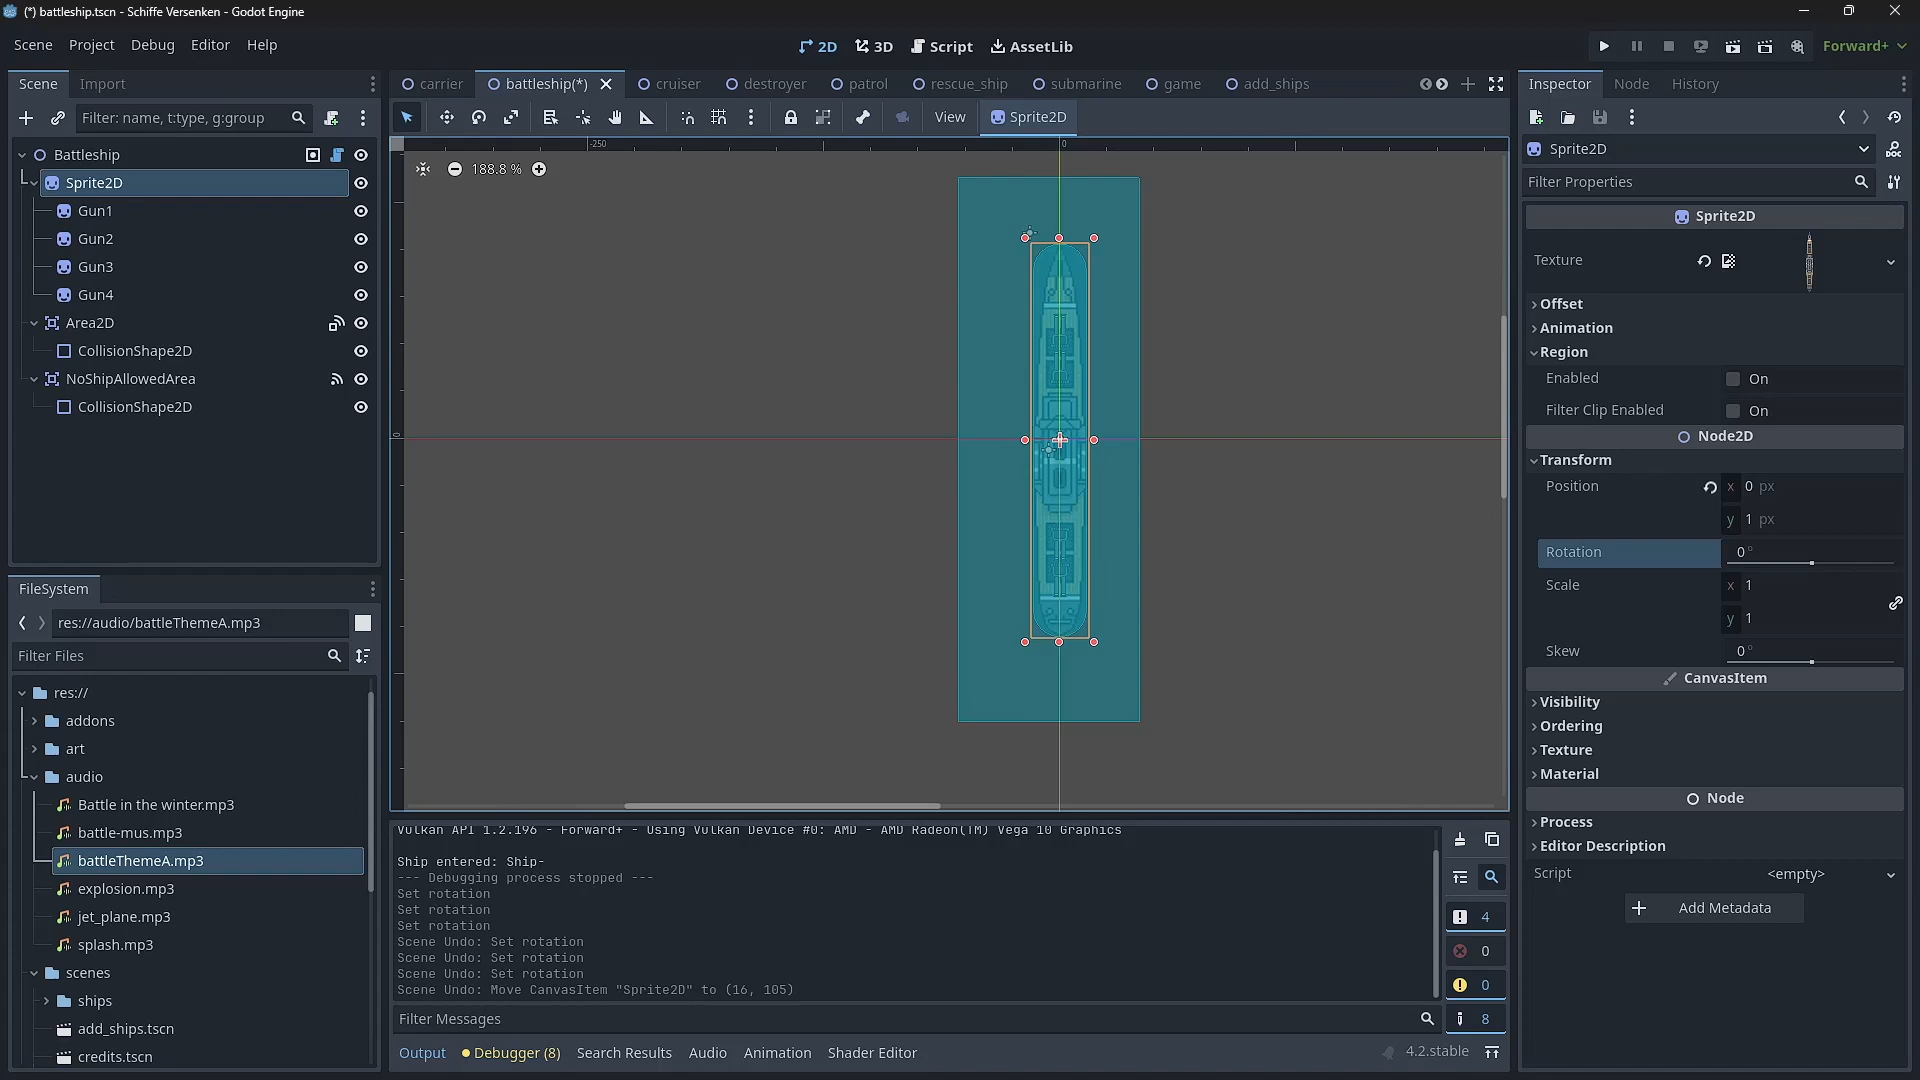 (*) battleship.tscn - Schiffe Versenken - Godot Engine
Scene Project Debug Editor Help
2D 3D Script AssetLib
Forward+
Scene Import
Filter: name, t:type, g:group
Battleship
Sprite2D
Gun1
Gun2
Gun3
Gun4
Area2D
CollisionShape2D
NoShipAllowedArea
CollisionShape2D
FileSystem
res://audio/battleThemeA.mp3
Filter Files
res://
addons
art
audio
Battle in the winter.mp3
battle-mus.mp3
battleThemeA.mp3
explosion.mp3
jet_plane.mp3
splash.mp3
scenes
ships
add_ships.tscn
credits.tscn
carrier battleship(*) cruiser destroyer patrol rescue_ship submarine game add_ships
View Sprite2D
-250 0
188.8 %
0
Vulkan API 1.2.196 - Forward+ - Using Vulkan Device #0: AMD - AMD Radeon(TM) Vega 10 Graphics
Ship entered: Ship-
--- Debugging process stopped ---
Set rotation
Set rotation
Set rotation
Scene Undo: Set rotation
Scene Undo: Set rotation
Scene Undo: Set rotation
Scene Undo: Move CanvasItem "Sprite2D" to (16, 105)
4
0
0
8
Filter Messages
Output Debugger (8) Search Results Audio Animation Shader Editor
4.2.stable
Inspector Node History
Sprite2D
Filter Properties
Sprite2D
Texture
Offset
Animation
Region
Enabled On
Filter Clip Enabled On
Node2D
Transform
Position x 0 px
y 1 px
Rotation 0 °
Scale x 1
y 1
Skew 0 °
CanvasItem
Visibility
Ordering
Texture
Material
Node
Process
Editor Description
Script <empty>
Add Metadata